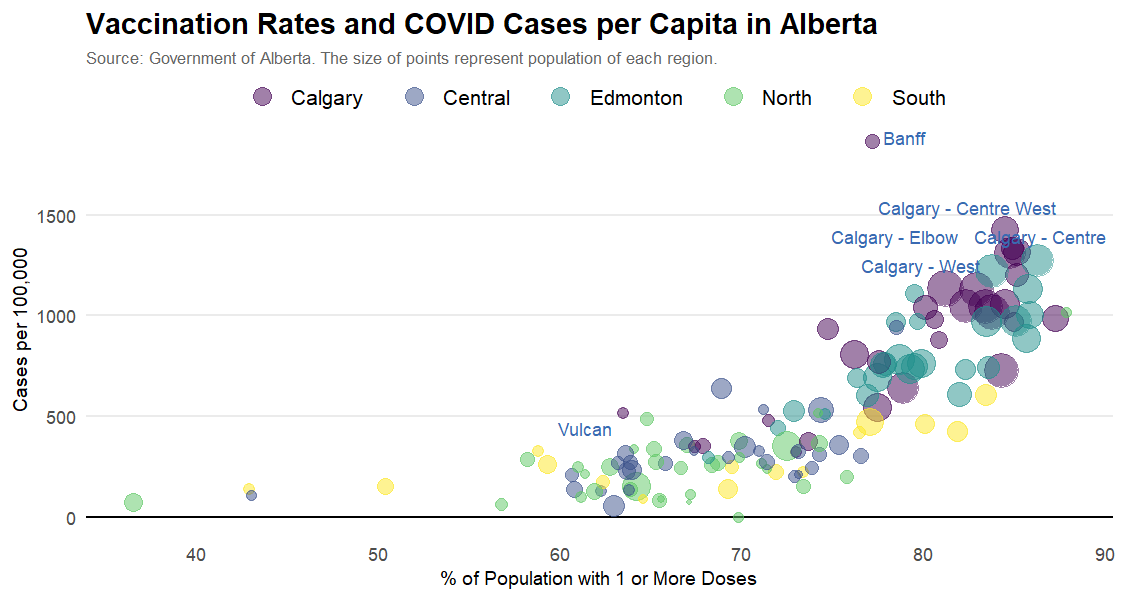 Vaccination Rates and COVID Cases per Capita in Alberta
Source: Government of Alberta. The size of points represent population of each region.
Calgary Central Edmonton North South
Banff
Calgary - Centre West
Calgary - Elbow Calgary - Centre
Calgary - West
Vulcan
Cases per 100,000
1500
1000
500
0
40 50 60 70 80 90
% of Population with 1 or More Doses